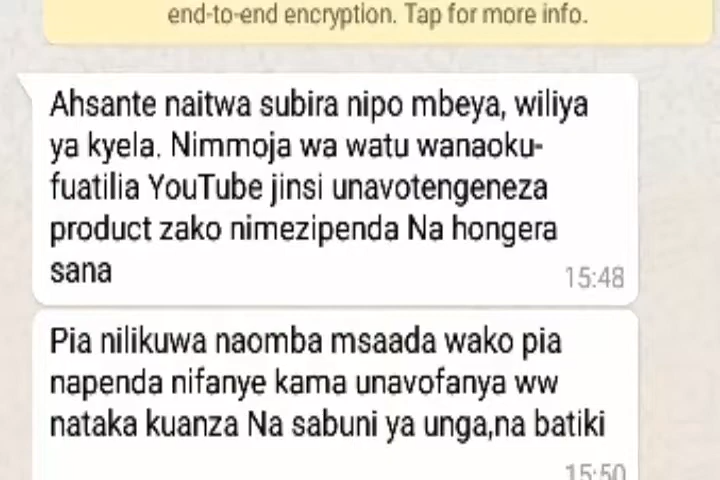 end-to-end encryption. Tap for more info.
Ahsante naitwa subira nipo mbeya, wiliya
ya kyela. Nimmoja wa watu wanaoku-
fuatilia YouTube jinsi unavotengeneza
product zako nimezipenda Na hongera
sana
15:48
Pia nilikuwa naomba msaada wako pia
napenda nifanye kama unavofanya ww
nataka kuanza Na sabuni ya unga,na batiki
15:50